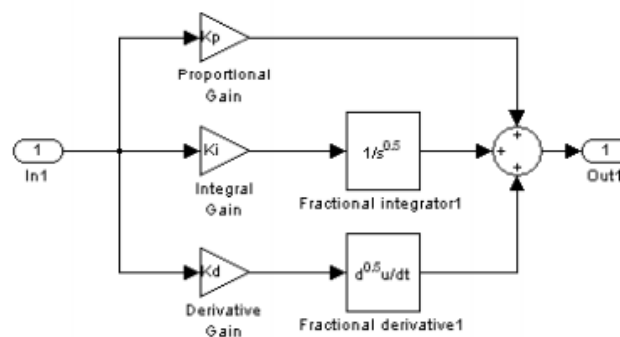 Kp
Proportional
Gain
1
In1
Ki
Integral
Gain
1/s^0.5
Fractional integrator1
+
+
+
1
Out1
Kd
Derivative
Gain
d^0.5u/dt
Fractional derivative1